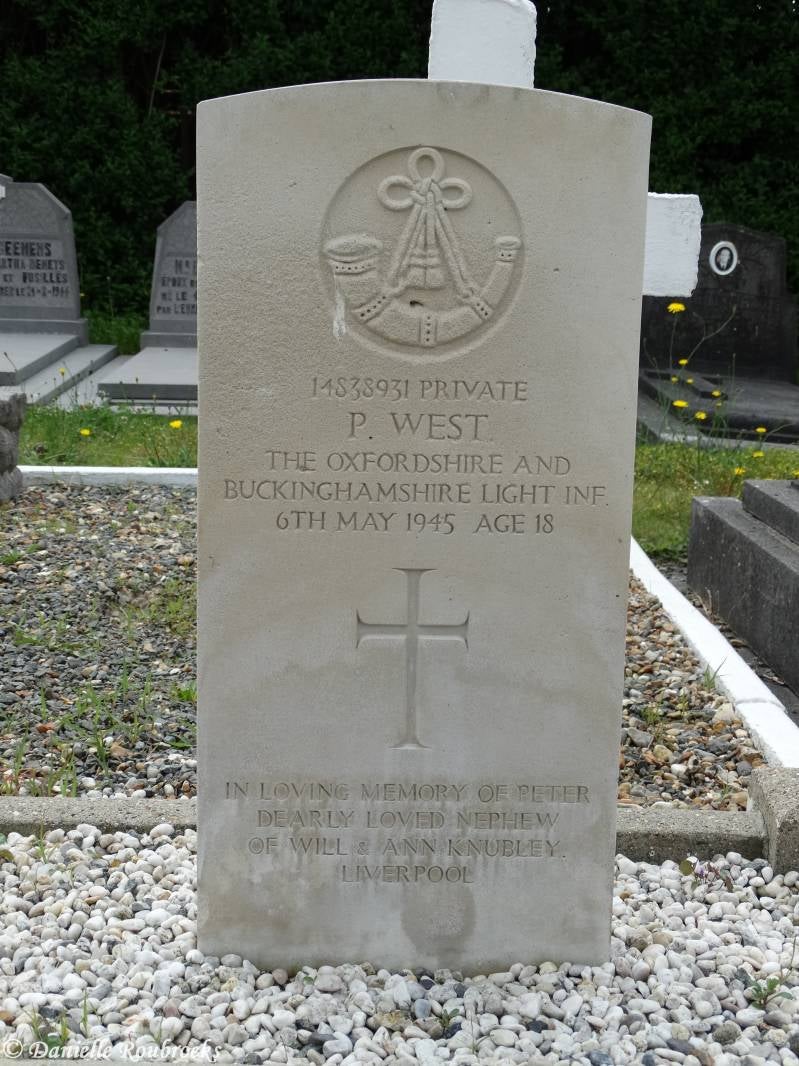 14838931 PRIVATE
P. WEST
THE OXFORDSHIRE AND
BUCKINGHAMSHIRE LIGHT INF.
6TH MAY 1945 AGE 18
IN LOVING MEMORY OF PETER
DEARLY LOVED NEPHEW
OF WILL & ANN KNUBLEY.
LIVERPOOL
© Danielle Roubroeks